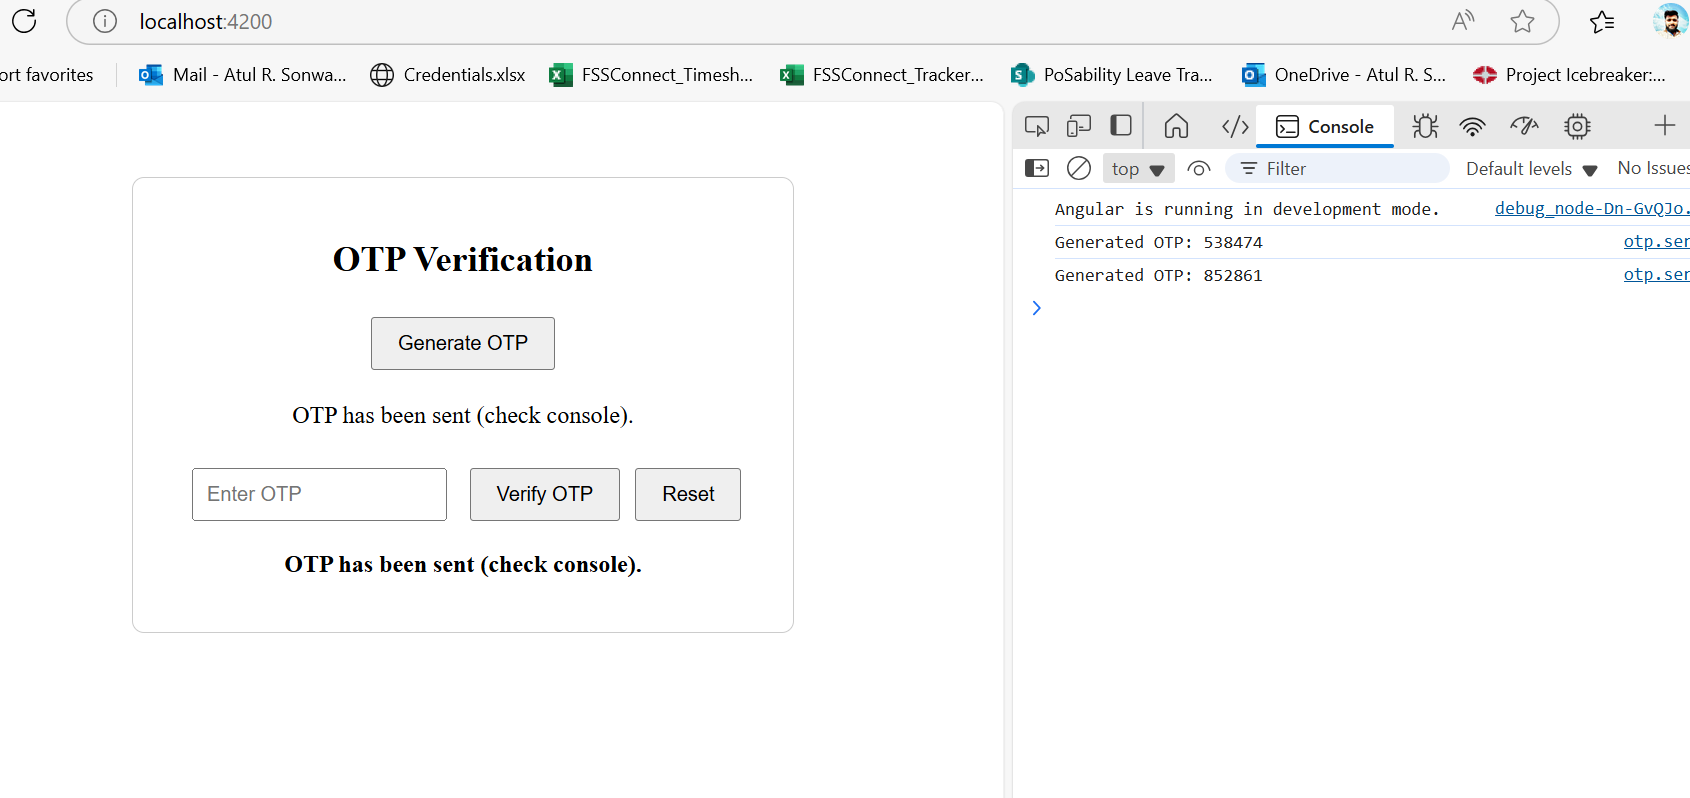 localhost:4200
ort favorites
Mail - Atul R. Sonwa...
Credentials.xlsx
FSSConnect_Timesh...
FSSConnect_Tracker...
PoSability Leave Tra...
OneDrive - Atul R. S...
Project Icebreaker:...
Console
top
Filter
Default levels
No Issues
Angular is running in development mode. debug_node-Dn-GvQJo.
Generated OTP: 538474 otp.ser
Generated OTP: 852861 otp.ser
OTP Verification
Generate OTP
OTP has been sent (check console).
Enter OTP
Verify OTP
Reset
OTP has been sent (check console).